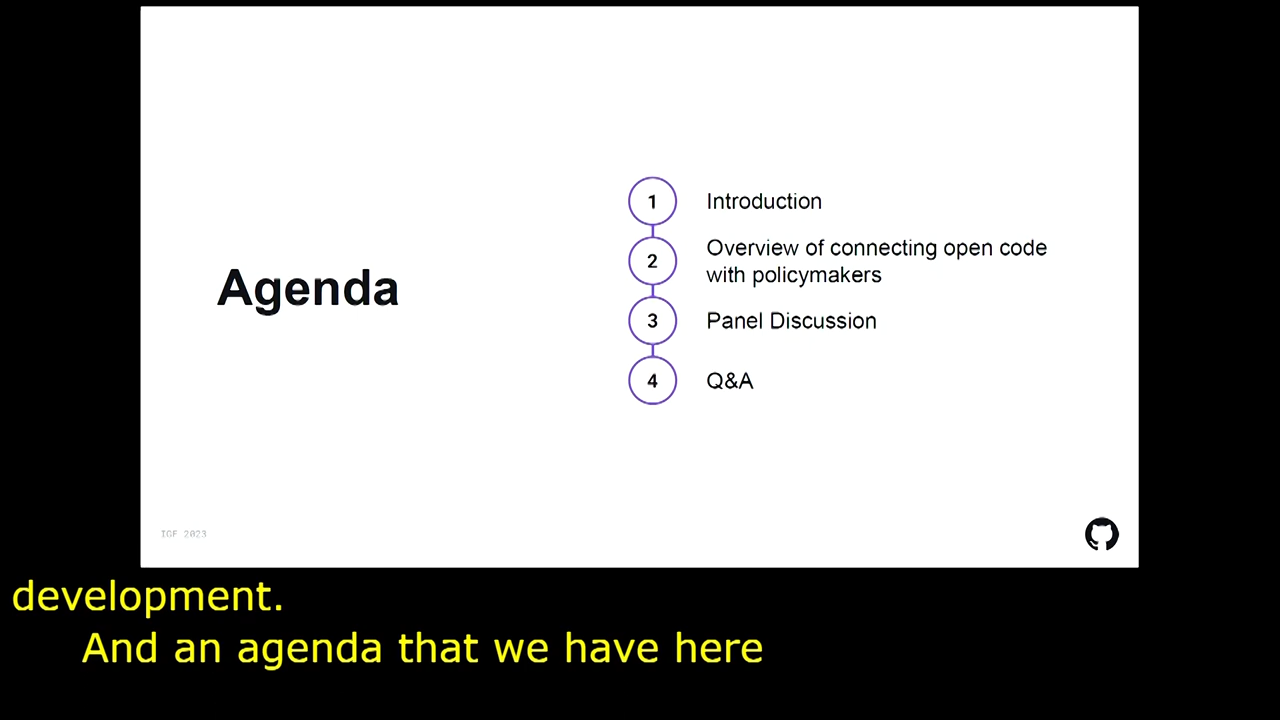 Agenda
1 Introduction
2 Overview of connecting open code
with policymakers
3 Panel Discussion
4 Q&A
IGF 2023
development.
And an agenda that we have here